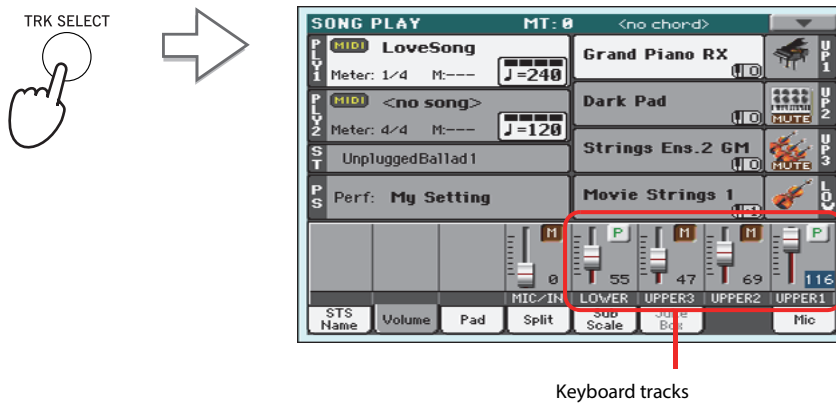 TRK SELECT
SONG PLAY MT: 0 <no chord>
PLY1 MIDI LoveSong
Meter: 1/4 M:--- ♩=240
Grand Piano RX UP1
PLY2 MIDI <no song>
Meter: 4/4 M:--- ♩=120
Dark Pad MUTE UP2
ST UnpluggedBallad1
Strings Ens.2 GM MUTE UP3
PS Perf: My Setting
Movie Strings 1 LOW
M P M M P
0 55 47 69 116
MIC/IN LOWER UPPER3 UPPER2 UPPER1
STS Name Volume Pad Split Sub Scale Mic
Keyboard tracks